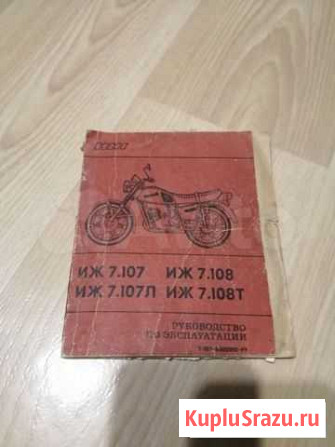 ИЖ 7.107 ИЖ 7.108
ИЖ 7.107Л ИЖ 7.108Т
РУКОВОДСТВО
ПО ЭКСПЛУАТАЦИИ
KupluSrazu.ru